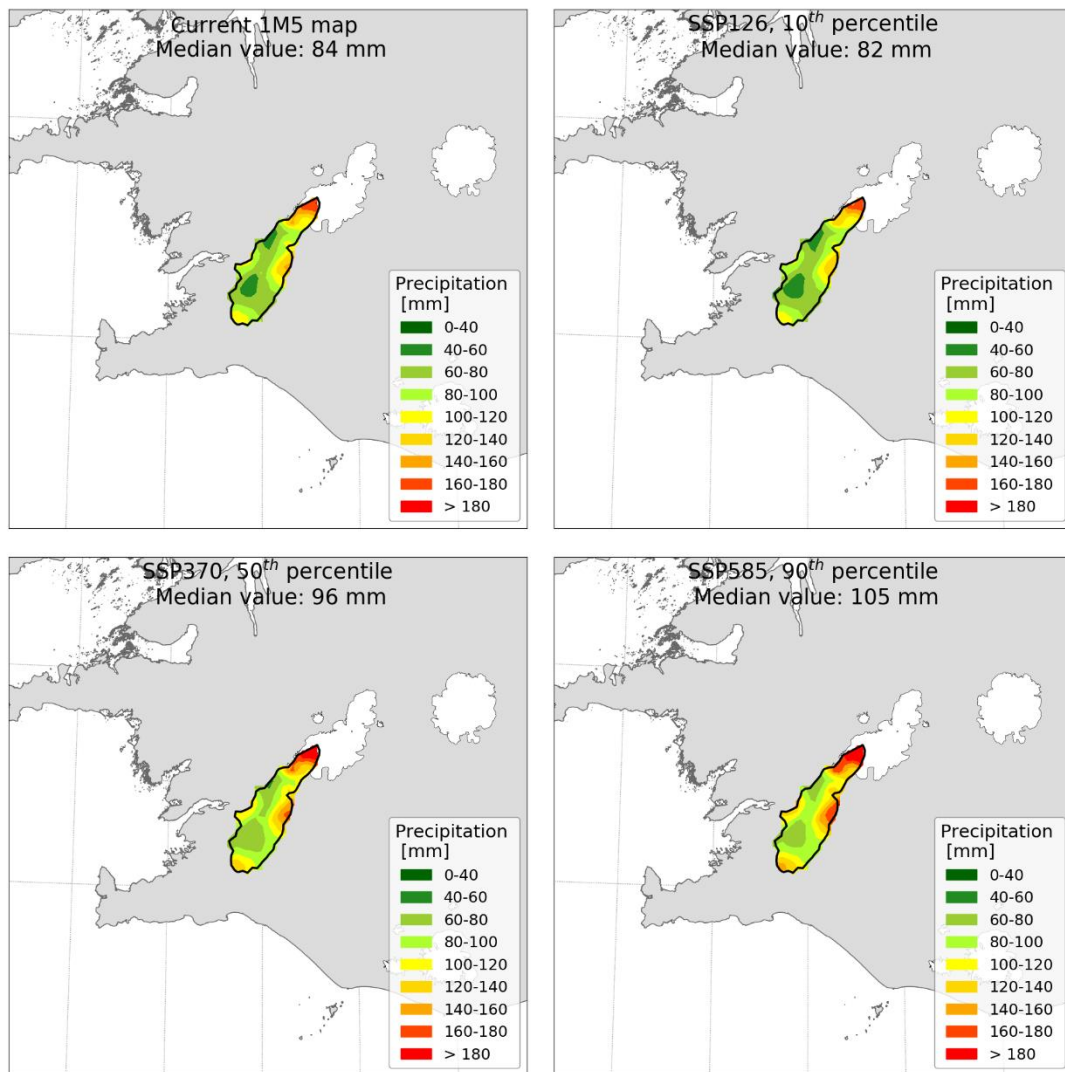 Current 1M5 map
Median value: 84 mm
Precipitation
[mm]
0-40
40-60
60-80
80-100
100-120
120-140
140-160
160-180
> 180
SSP126, 10th percentile
Median value: 82 mm
Precipitation
[mm]
0-40
40-60
60-80
80-100
100-120
120-140
140-160
160-180
> 180
SSP370, 50th percentile
Median value: 96 mm
Precipitation
[mm]
0-40
40-60
60-80
80-100
100-120
120-140
140-160
160-180
> 180
SSP585, 90th percentile
Median value: 105 mm
Precipitation
[mm]
0-40
40-60
60-80
80-100
100-120
120-140
140-160
160-180
> 180